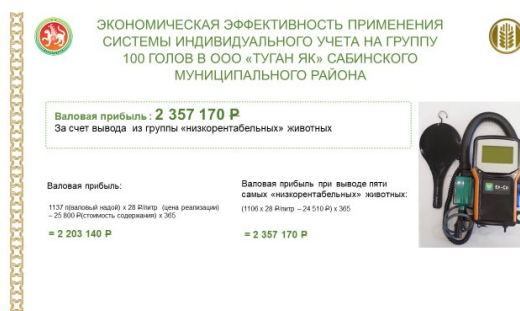 ЭКОНОМИЧЕСКАЯ ЭФФЕКТИВНОСТЬ ПРИМЕНЕНИЯ
СИСТЕМЫ ИНДИВИДУАЛЬНОГО УЧЕТА НА ГРУППУ
100 ГОЛОВ В ООО «ТУГАН ЯК» САБИНСКОГО
МУНИЦИПАЛЬНОГО РАЙОНА
Валовая прибыль: 2 357 170 ₽
За счет вывода из группы «низкорентабельных» животных
Валовая прибыль:
1137 л(валовый надой) х 28 ₽/литр (цена реализации)
– 25 800 ₽(стоимость содержания) х 365
= 2 203 140 ₽
Валовая прибыль при выводе пяти
самых «низкорентабельных» животных:
(1106 х 28 ₽/литр – 24 510 ₽) х 365
= 2 357 170 ₽